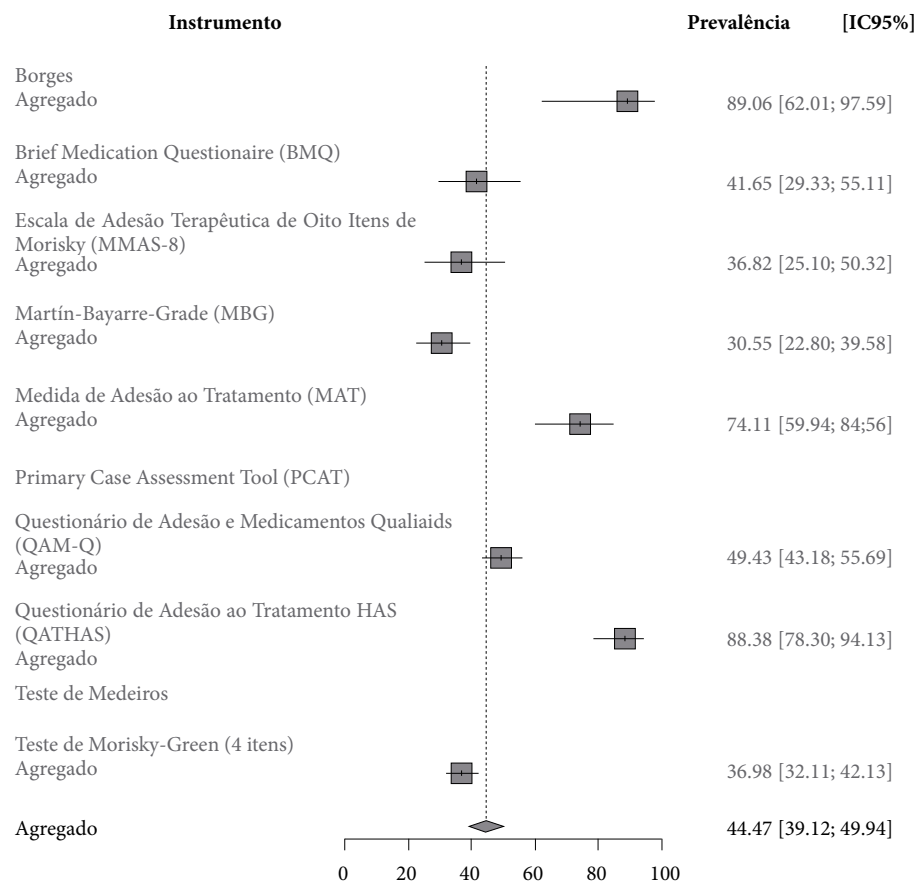 Instrumento Prevalência [IC95%]
Borges
Agregado 89.06 [62.01; 97.59]
Brief Medication Questionaire (BMQ)
Agregado 41.65 [29.33; 55.11]
Escala de Adesão Terapêutica de Oito Itens de
Morisky (MMAS-8)
Agregado 36.82 [25.10; 50.32]
Martín-Bayarre-Grade (MBG)
Agregado 30.55 [22.80; 39.58]
Medida de Adesão ao Tratamento (MAT)
Agregado 74.11 [59.94; 84;56]
Primary Case Assessment Tool (PCAT)
Questionário de Adesão e Medicamentos Qualiaids
(QAM-Q)
Agregado 49.43 [43.18; 55.69]
Questionário de Adesão ao Tratamento HAS
(QATHAS)
Agregado 88.38 [78.30; 94.13]
Teste de Medeiros
Teste de Morisky-Green (4 itens)
Agregado 36.98 [32.11; 42.13]
Agregado 44.47 [39.12; 49.94]
0 20 40 60 80 100